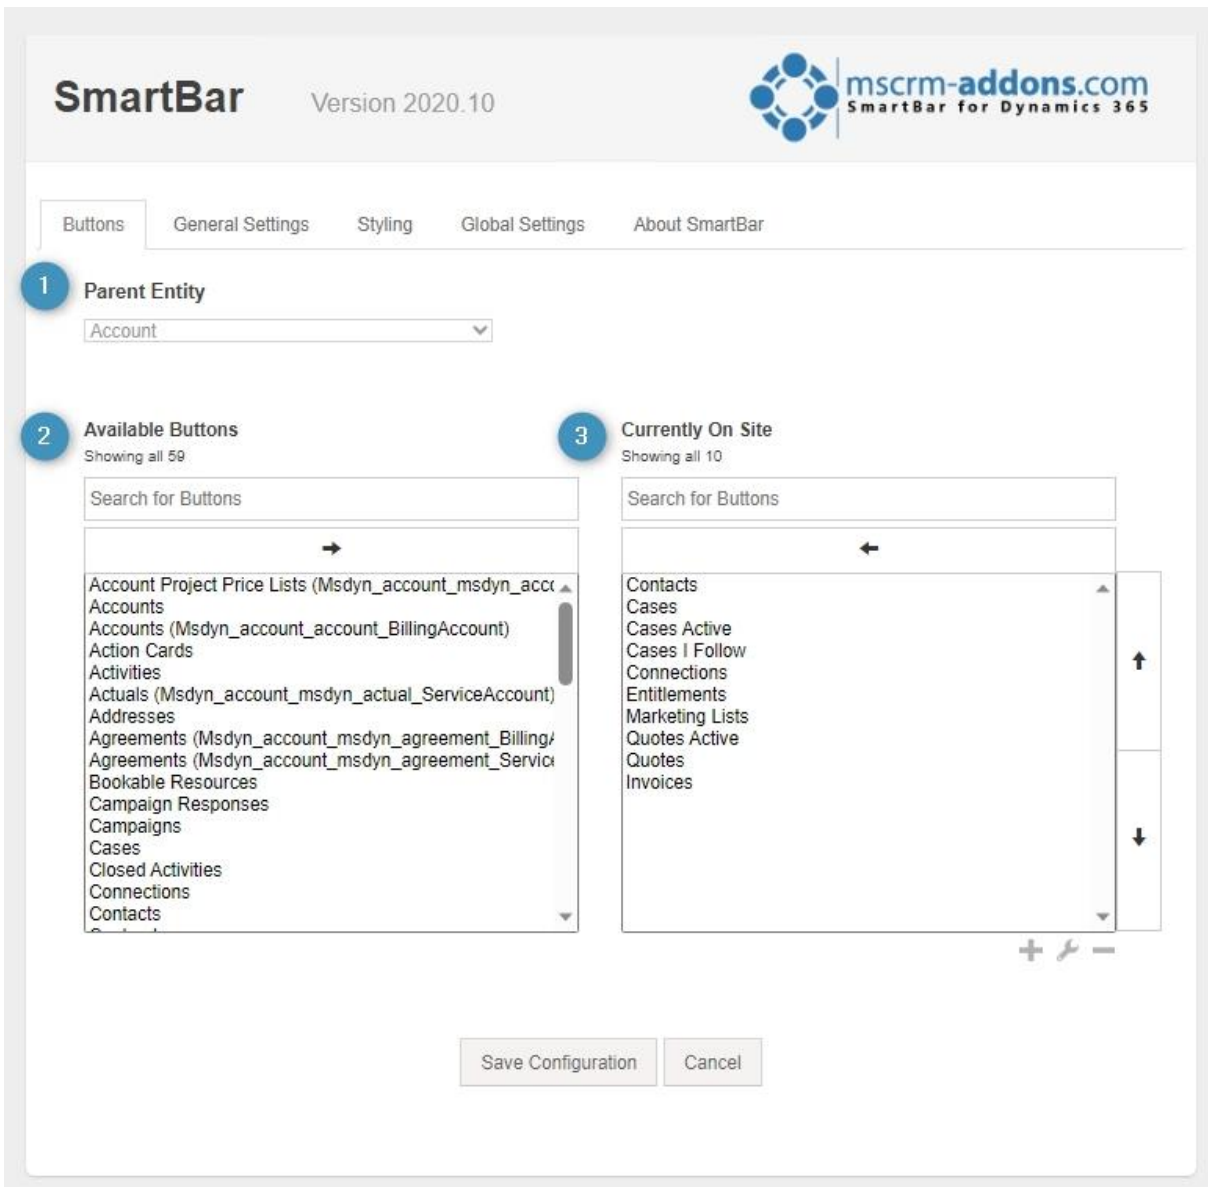 SmartBar Version 2020.10
mscrm-addons.com
SmartBar for Dynamics 365
Buttons General Settings Styling Global Settings About SmartBar
1 Parent Entity
Account
2 Available Buttons
Showing all 59
Search for Buttons
Account Project Price Lists (Msdyn_account_msdyn_acco
Accounts
Accounts (Msdyn_account_account_BillingAccount)
Action Cards
Activities
Actuals (Msdyn_account_msdyn_actual_ServiceAccount)
Addresses
Agreements (Msdyn_account_msdyn_agreement_BillingA
Agreements (Msdyn_account_msdyn_agreement_Service
Bookable Resources
Campaign Responses
Campaigns
Cases
Closed Activities
Connections
Contacts
3 Currently On Site
Showing all 10
Search for Buttons
Contacts
Cases
Cases Active
Cases I Follow
Connections
Entitlements
Marketing Lists
Quotes Active
Quotes
Invoices
Save Configuration Cancel